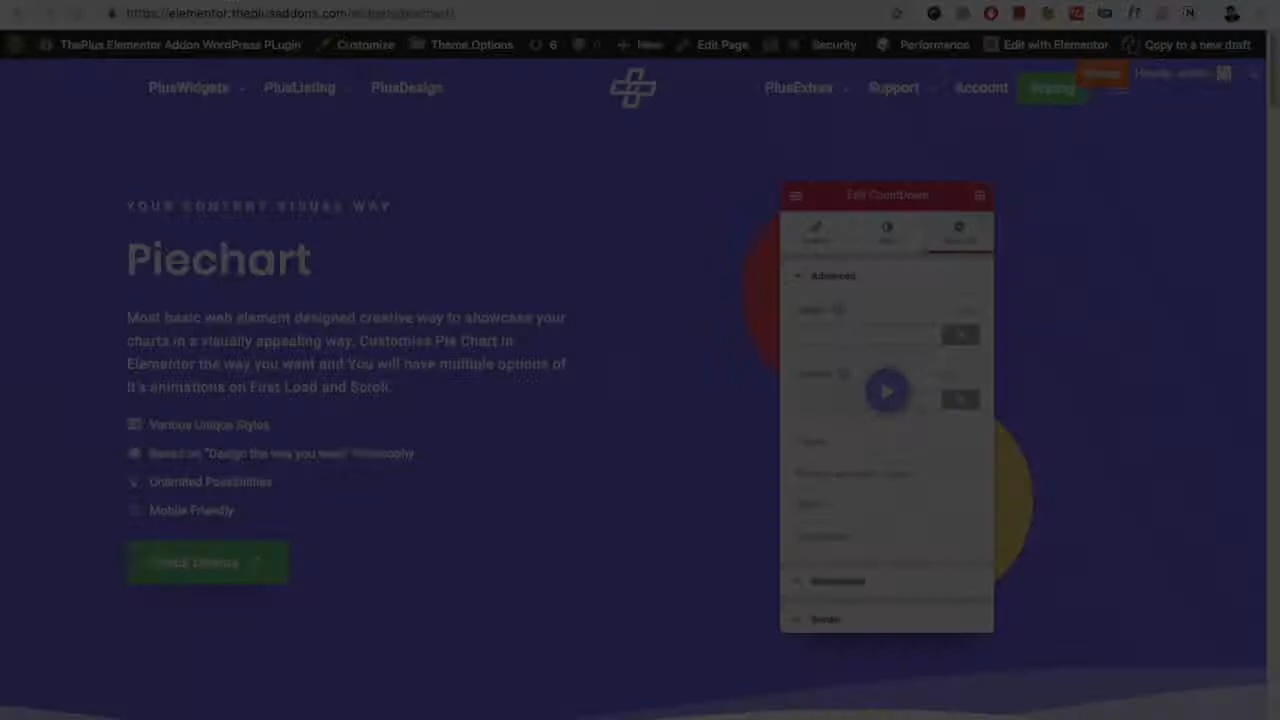 https://elementor.theplusaddons.com/widgets/piechart/
ThePlus Elementor Addon WordPress PLugin
Customize
Theme Options
6
0
New
Edit Page
Security
Performance
Edit with Elementor
Copy to a new draft
PlusWidgets
PlusListing
PlusDesign
PlusExtras
Support
Account
Pricing
YOUR CONTENT VISUAL WAY
Piechart
Most basic web element designed creative way to showcase your
charts in a visually appealing way. Customise Pie Chart in
Elementor the way you want and You will have multiple options of
it's animations on First Load and Scroll.
Various Unique Styles
Based on "Design the way you want" Philosophy
Unlimited Possibilities
Mobile Friendly
Edit CountDown
Advanced
Border